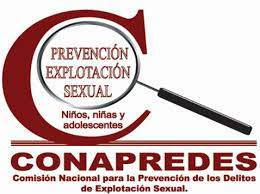 PREVENCIÓN
EXPLOTACIÓN
SEXUAL
Niños, niñas y
adolescentes
CONAPREDES
Comisión Nacional para la Prevención de los Delitos
de Explotación Sexual.